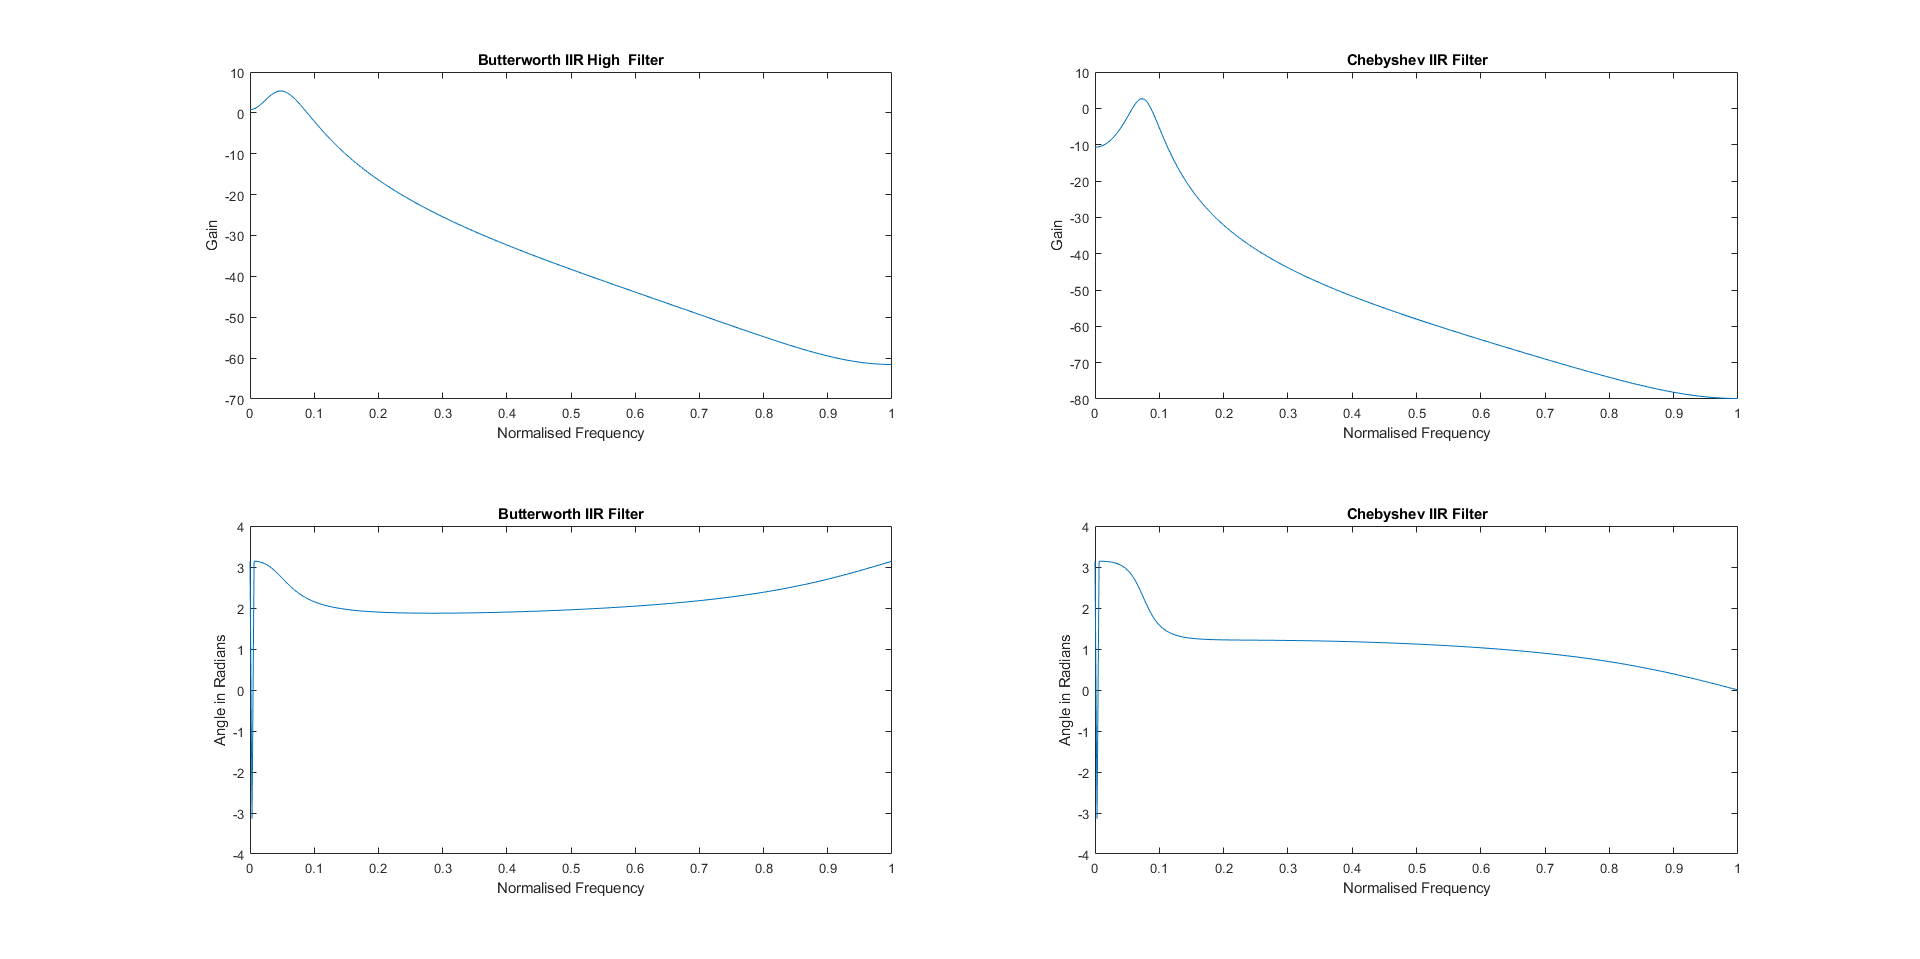 Butterworth IIR High  Filter
10
0
-10
-20
-30
-40
-50
-60
-70
Gain
0 0.1 0.2 0.3 0.4 0.5 0.6 0.7 0.8 0.9 1
Normalised Frequency
Chebyshev IIR Filter
10
0
-10
-20
-30
-40
-50
-60
-70
-80
Gain
0 0.1 0.2 0.3 0.4 0.5 0.6 0.7 0.8 0.9 1
Normalised Frequency
Butterworth IIR Filter
4
3
2
1
0
-1
-2
-3
-4
Angle in Radians
0 0.1 0.2 0.3 0.4 0.5 0.6 0.7 0.8 0.9 1
Normalised Frequency
Chebyshev IIR Filter
4
3
2
1
0
-1
-2
-3
-4
Angle in Radians
0 0.1 0.2 0.3 0.4 0.5 0.6 0.7 0.8 0.9 1
Normalised Frequency